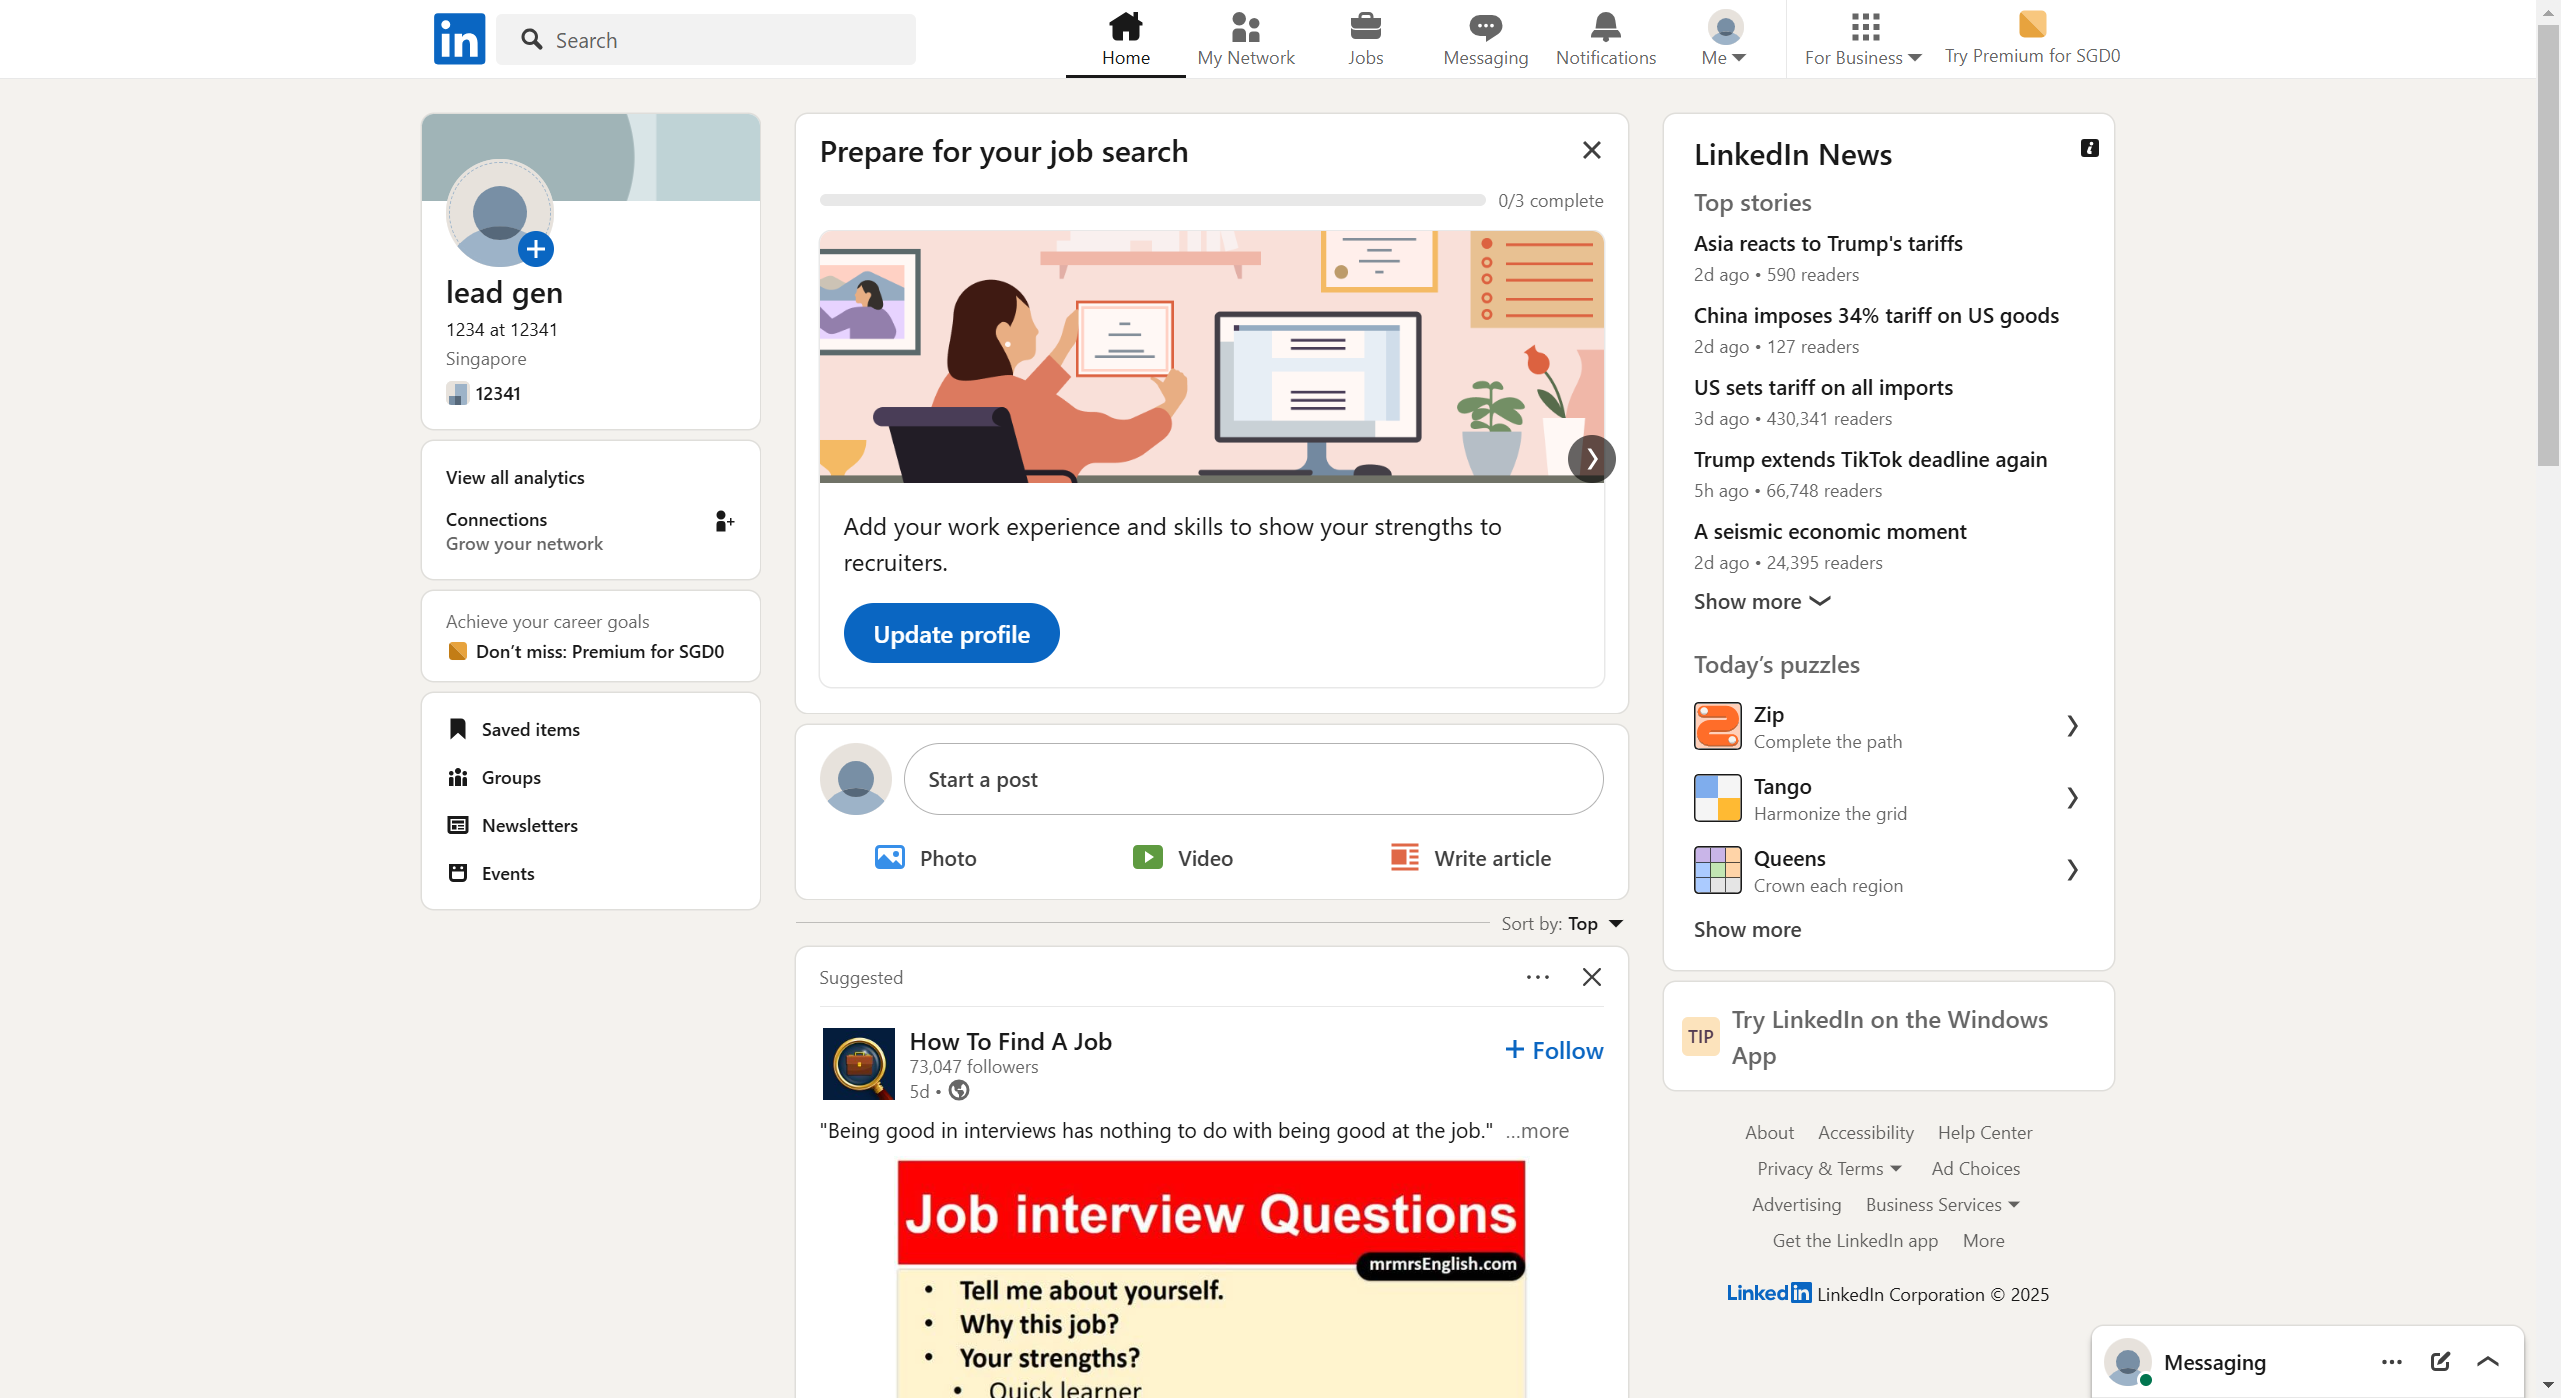 in
Search
Home
My Network
Jobs
Messaging
Notifications
Me
For Business
Try Premium for SGD0
lead gen
1234 at 12341
Singapore
12341
View all analytics
Connections
Grow your network
Achieve your career goals
Don't miss: Premium for SGD0
Saved items
Groups
Newsletters
Events
Prepare for your job search
0/3 complete
Add your work experience and skills to show your strengths to
recruiters.
Update profile
Start a post
Photo
Video
Write article
Sort by: Top
Suggested
How To Find A Job
73,047 followers
5d •
+ Follow
"Being good in interviews has nothing to do with being good at the job." ...more
Job interview Questions
mrmrsEnglish.com
• Tell me about yourself.
• Why this job?
• Your strengths?
• Quick learner
LinkedIn News
Top stories
Asia reacts to Trump's tariffs
2d ago • 590 readers
China imposes 34% tariff on US goods
2d ago • 127 readers
US sets tariff on all imports
3d ago • 430,341 readers
Trump extends TikTok deadline again
5h ago • 66,748 readers
A seismic economic moment
2d ago • 24,395 readers
Show more
Today's puzzles
Zip
Complete the path
Tango
Harmonize the grid
Queens
Crown each region
Show more
TIP
Try LinkedIn on the Windows
App
About Accessibility Help Center
Privacy & Terms Ad Choices
Advertising Business Services
Get the LinkedIn app More
LinkedIn LinkedIn Corporation © 2025
Messaging